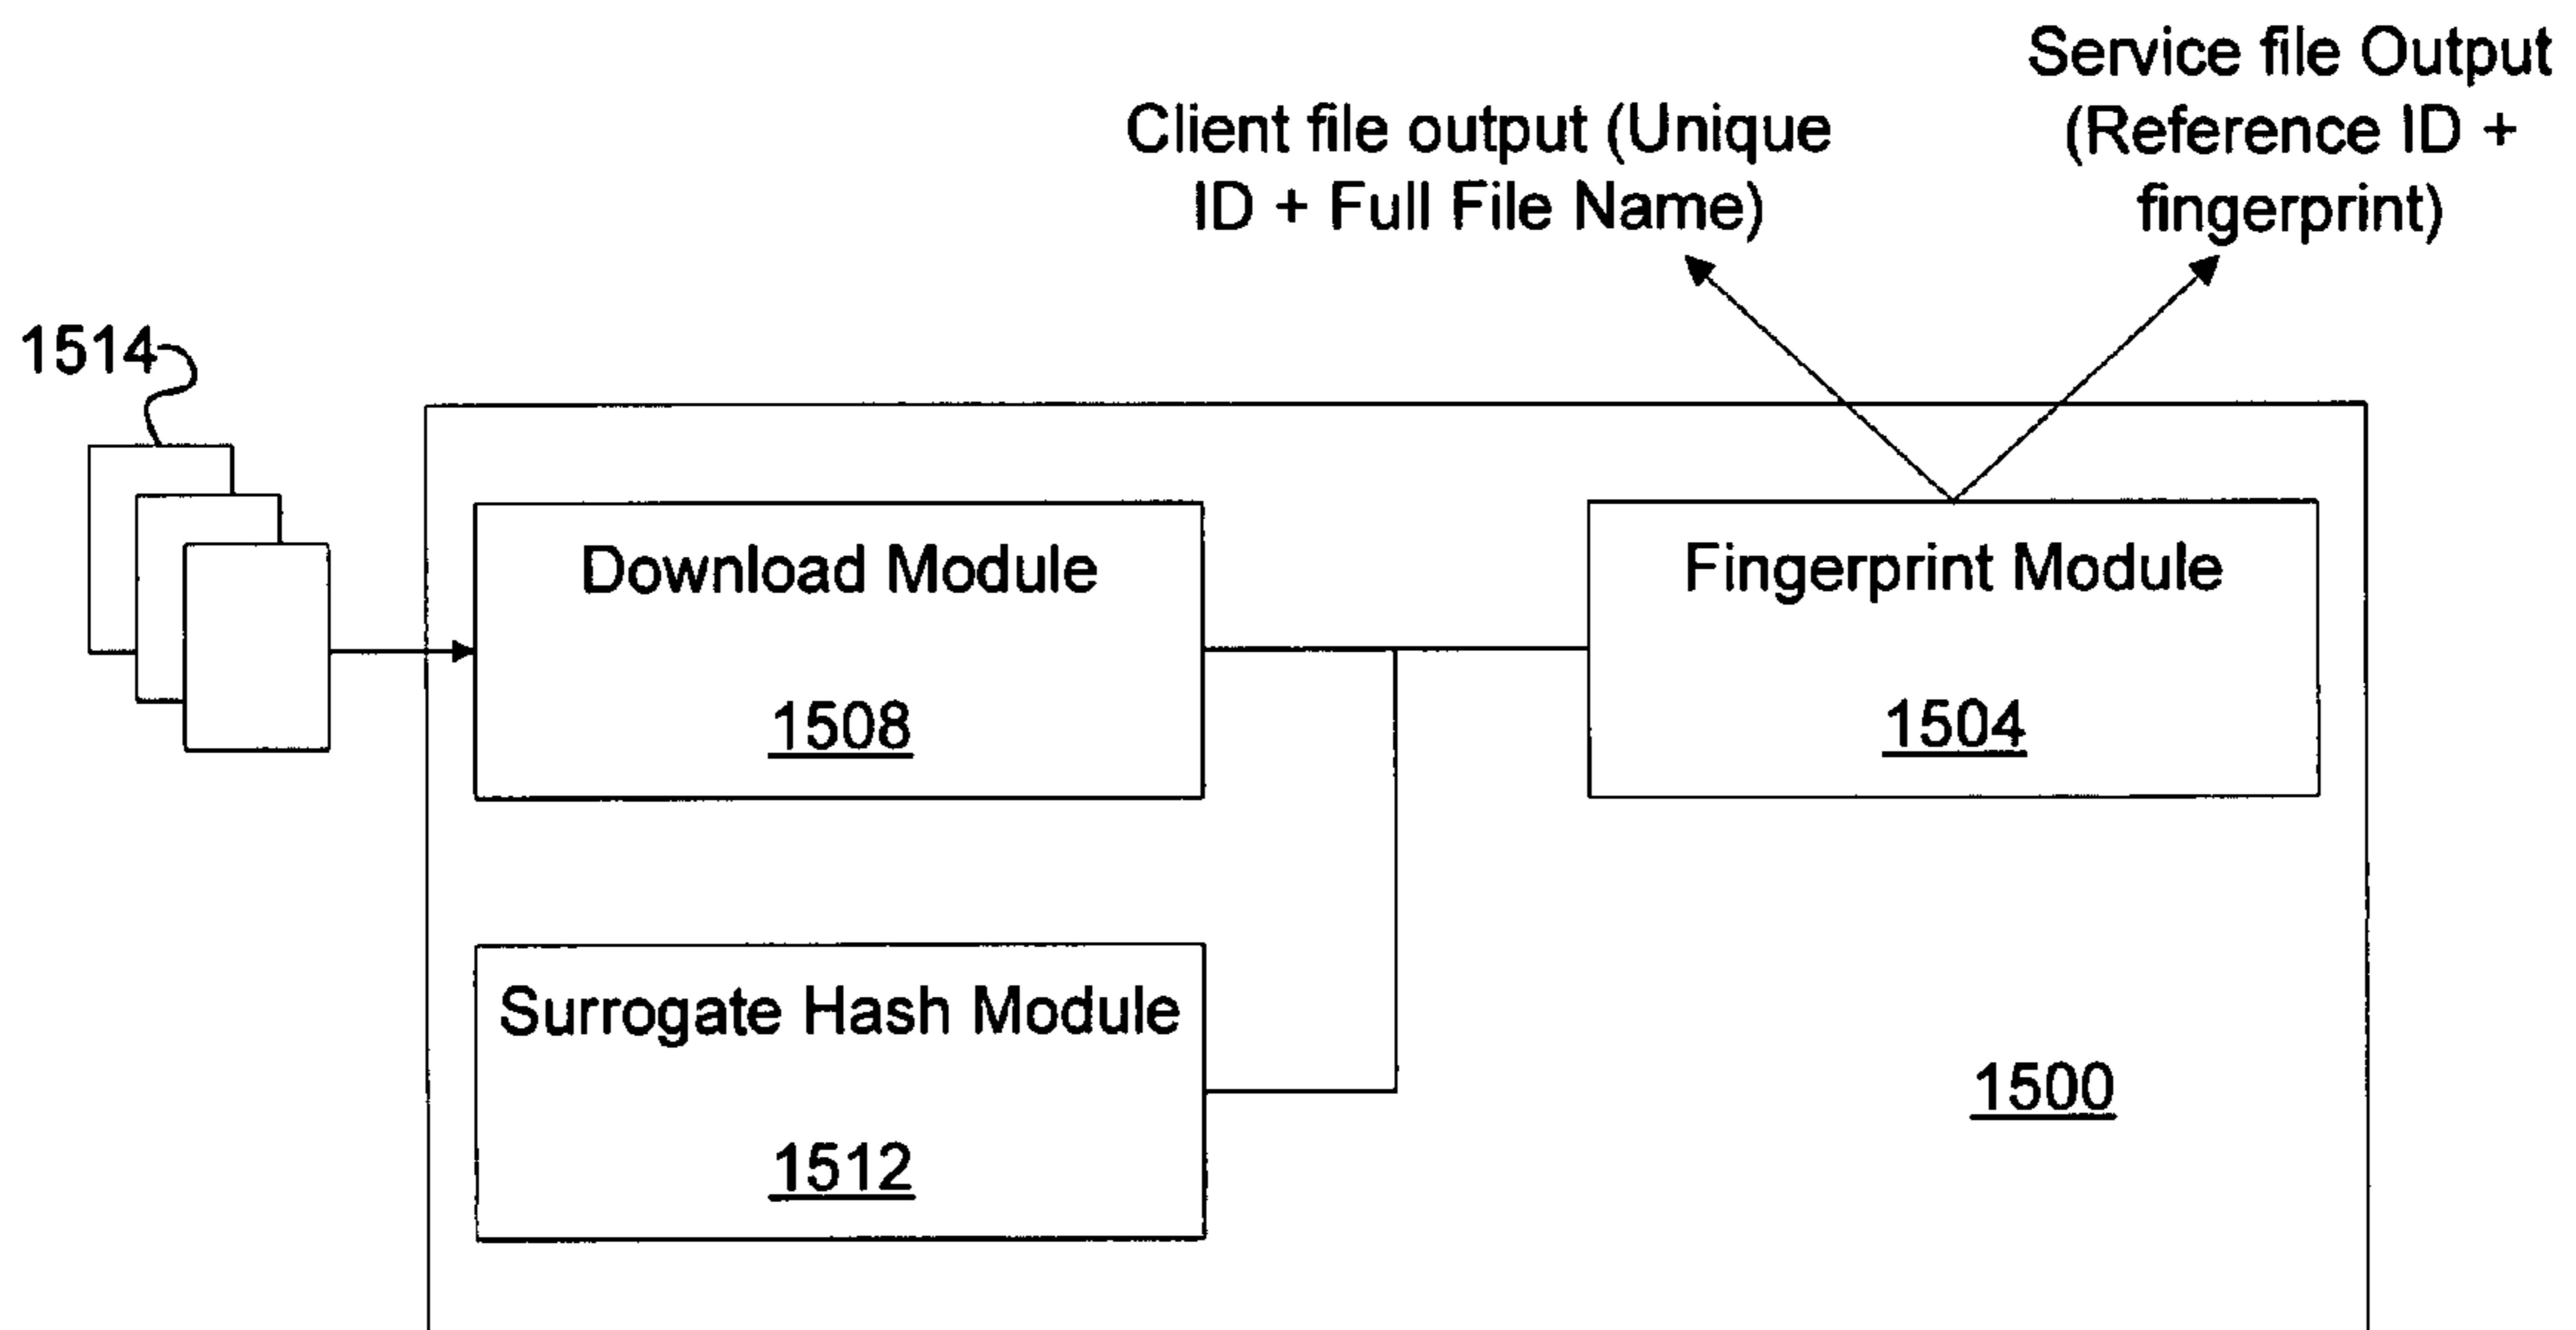 Service file Output
(Reference ID +
fingerprint)
Client file output (Unique
ID + Full File Name)
1514
Download Module
1508
Fingerprint Module
1504
Surrogate Hash Module
1512
1500